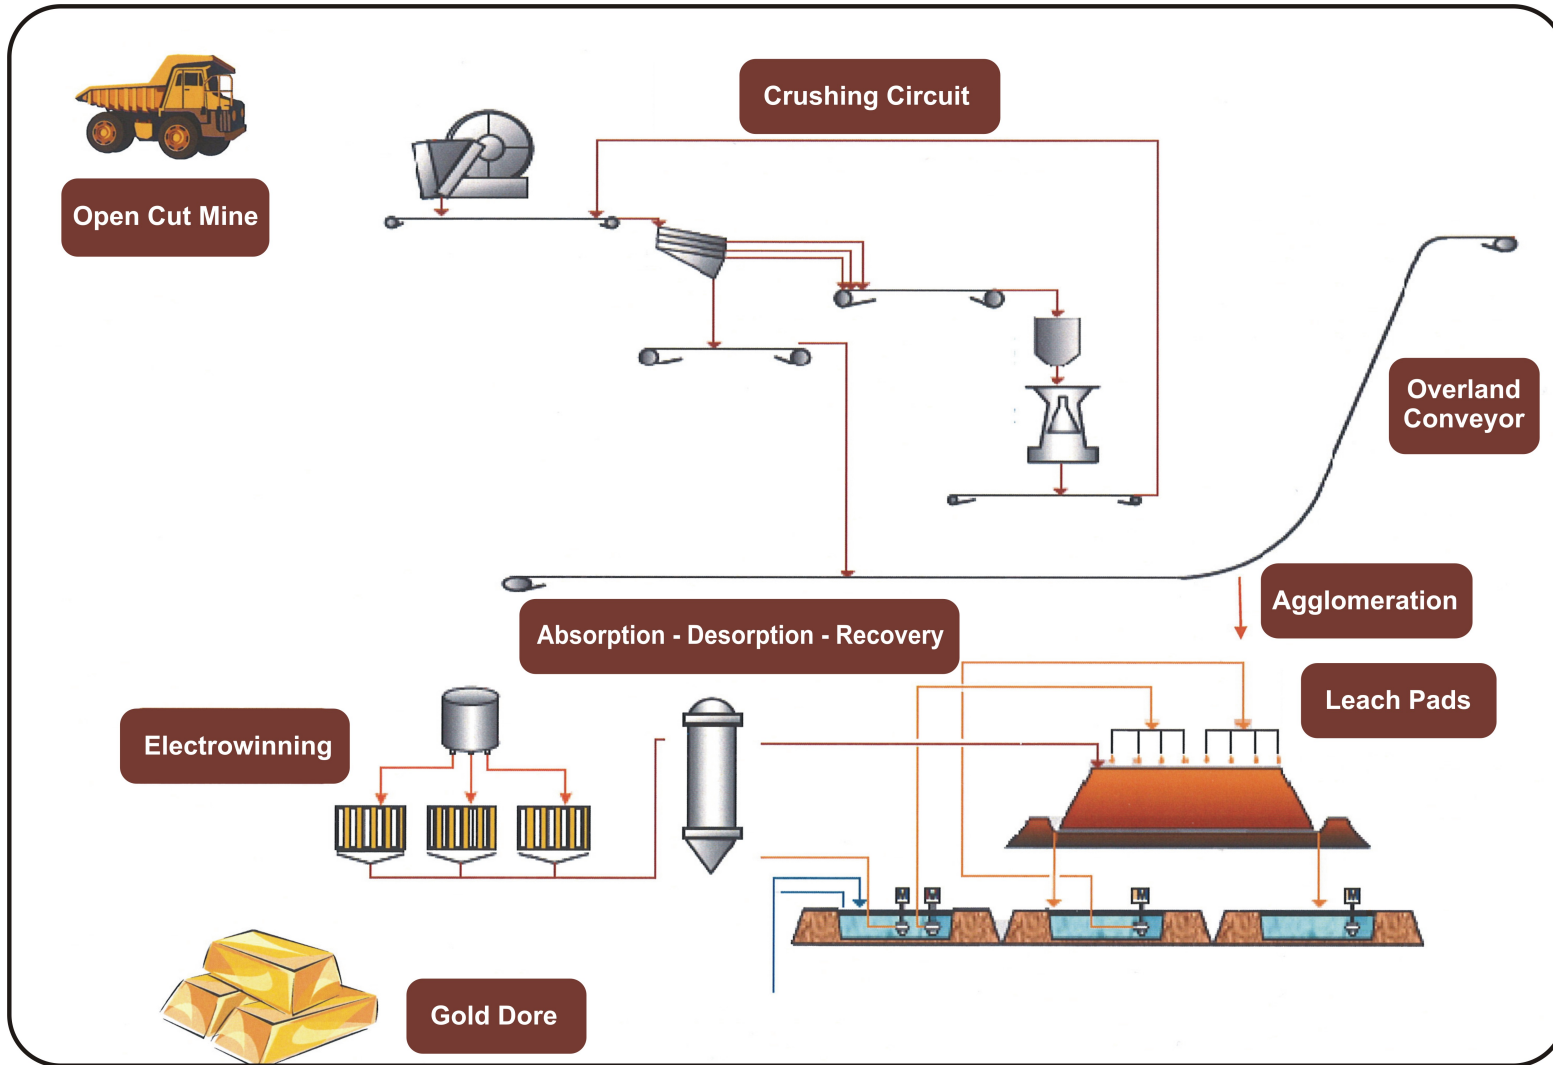 Crushing Circuit
Open Cut Mine
Overland
Conveyor
Agglomeration
Absorption - Desorption - Recovery
Leach Pads
Electrowinning
M
M
M
M
Gold Dore